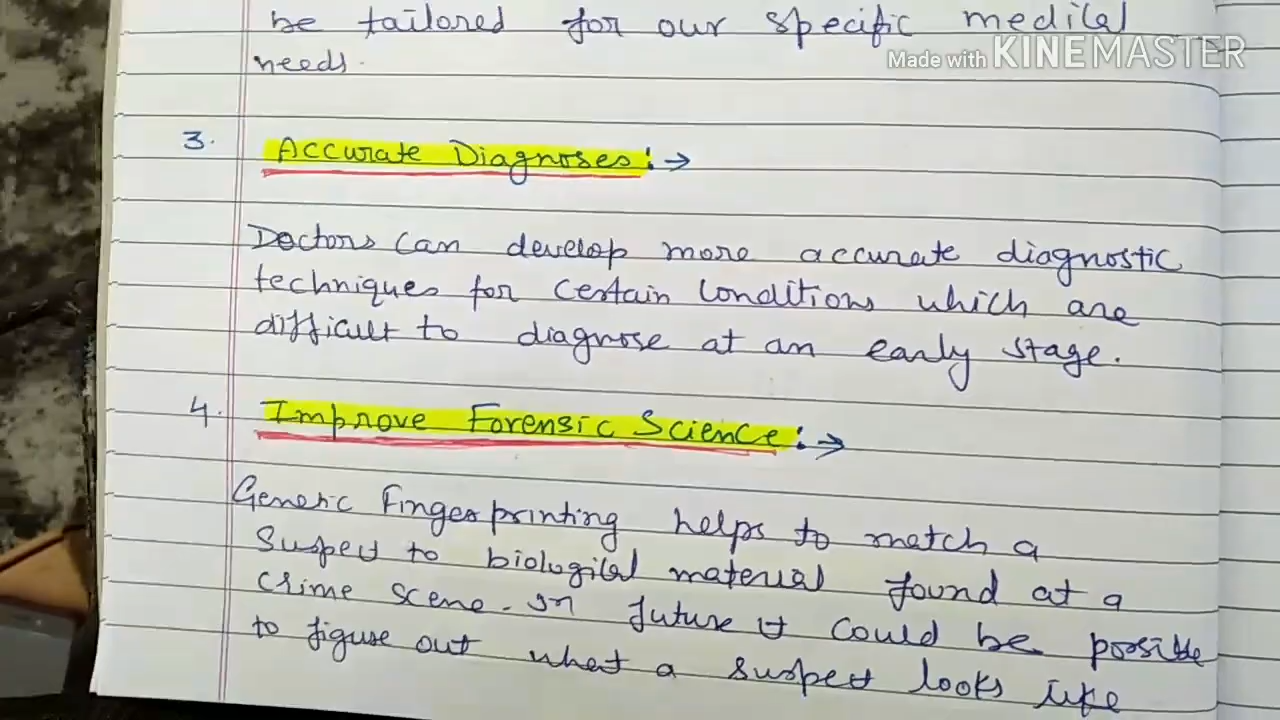 be tailored for our specific medical
needs.
Made with KINEMASTER
3. Accurate Diagnoses:→
Doctors can develop more accurate diagnostic
techniques for certain conditions which are
difficult to diagnose at an early stage.
4. Improve Forensic Science:→
Generic Fingerprinting helps to match a
suspect to biological material found at a
crime scene. In future it could be possible
to figure out what a suspect looks like